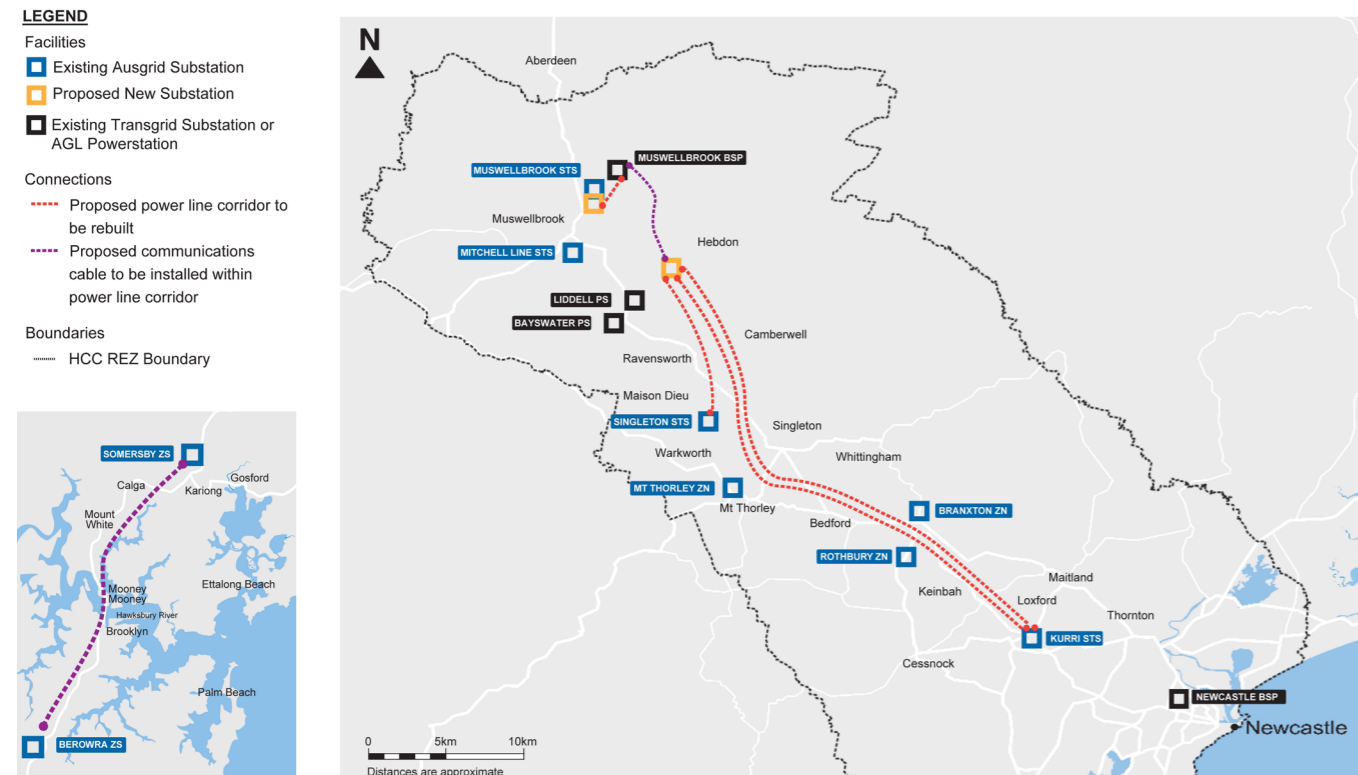 LEGEND
Facilities
Existing Ausgrid Substation
Proposed New Substation
Existing Transgrid Substation or
AGL Powerstation
Connections
Proposed power line corridor to
be rebuilt
Proposed communications
cable to be installed within
power line corridor
Boundaries
HCC REZ Boundary
SOMERSBY ZS
Gosford
Calga
Kariong
Mount
White
Ettalong Beach
Mooney
Mooney
Hawksbury River
Brooklyn
Palm Beach
BEROWRA ZS
N
Aberdeen
MUSWELLBROOK BSP
MUSWELLBROOK STS
Muswellbrook
Hebdon
MITCHELL LINE STS
LIDDELL PS
BAYSWATER PS
Camberwell
Ravensworth
Maison Dieu
SINGLETON STS
Singleton
Warkworth
Whittingham
MT THORLEY ZN
Mt Thorley
BRANXTON ZN
Bedford
ROTHBURY ZN
Maitland
Keinbah
Loxford
Thornton
KURRI STS
Cessnock
NEWCASTLE BSP
Newcastle
0 5km 10km
Distances are approximate